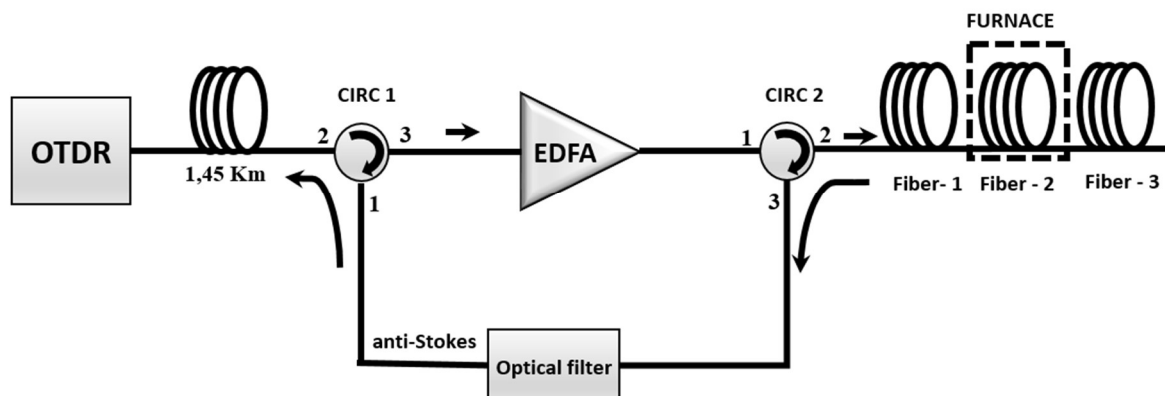 FURNACE
CIRC 1
CIRC 2
OTDR
2
3
EDFA
1
2
1,45 Km
1
3
Fiber- 1
Fiber - 2
Fiber - 3
anti-Stokes
Optical filter